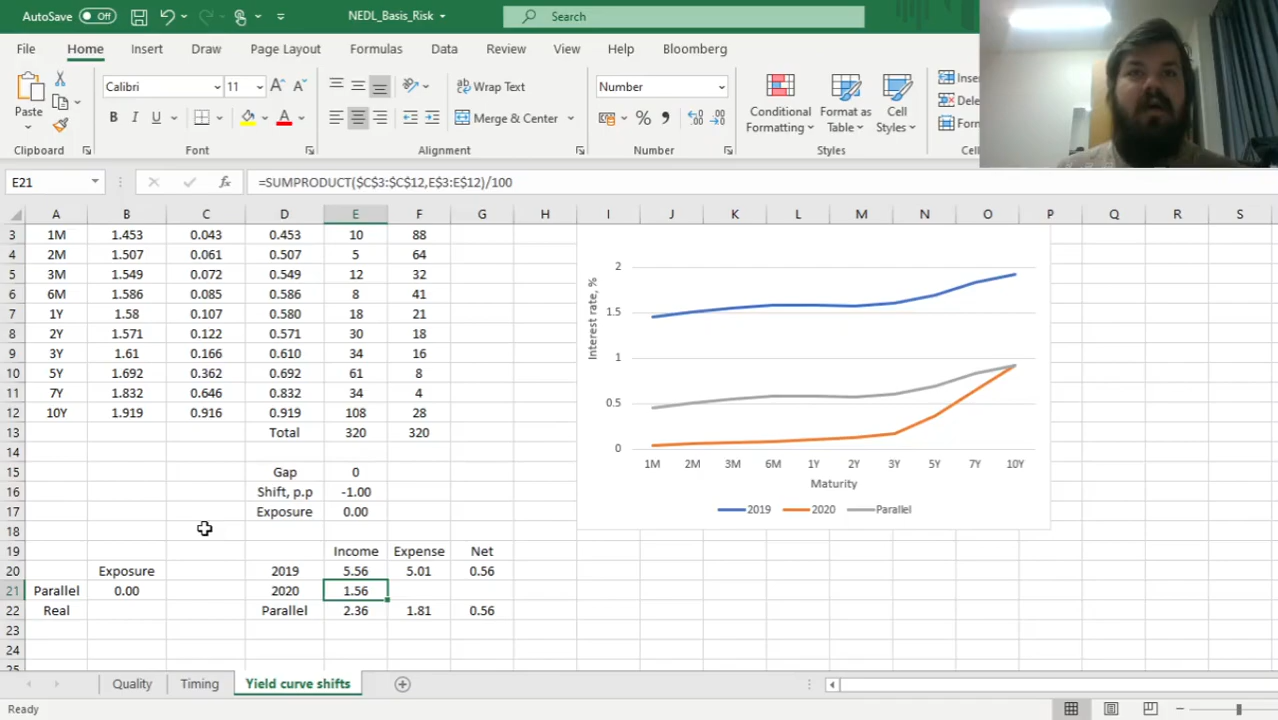 AutoSave Off NEDL_Basis_Risk Search
File Home Insert Draw Page Layout Formulas Data Review View Help Bloomberg
Paste Calibri 11 A A B I U A ab Wrap Text Merge & Center Number % 9 Conditional Formatting Format as Table Cell Styles Inse Dele Form
Clipboard Font Alignment Number Styles Cel
E21 fx =SUMPRODUCT($C$3:$C$12,E$3:E$12)/100
A B C D E F G H I J K L M N O P Q R S
3 1M 1.453 0.043 0.453 10 88
4 2M 1.507 0.061 0.507 5 64
5 3M 1.549 0.072 0.549 12 32
6 6M 1.586 0.085 0.586 8 41
7 1Y 1.58 0.107 0.580 18 21
8 2Y 1.571 0.122 0.571 30 18
9 3Y 1.61 0.166 0.610 34 16
10 5Y 1.692 0.362 0.692 61 8
11 7Y 1.832 0.646 0.832 34 4
12 10Y 1.919 0.916 0.919 108 28
13 Total 320 320
14
15 Gap 0
16 Shift, p.p -1.00
17 Exposure 0.00
18
19 Income Expense Net
20 Exposure 2019 5.56 5.01 0.56
21 Parallel 0.00 2020 1.56
22 Real Parallel 2.36 1.81 0.56
23
24
25
Interest rate, %
2
1.5
1
0.5
0
1M 2M 3M 6M 1Y 2Y 3Y 5Y 7Y 10Y
Maturity
2019 2020 Parallel
Quality Timing Yield curve shifts
Ready